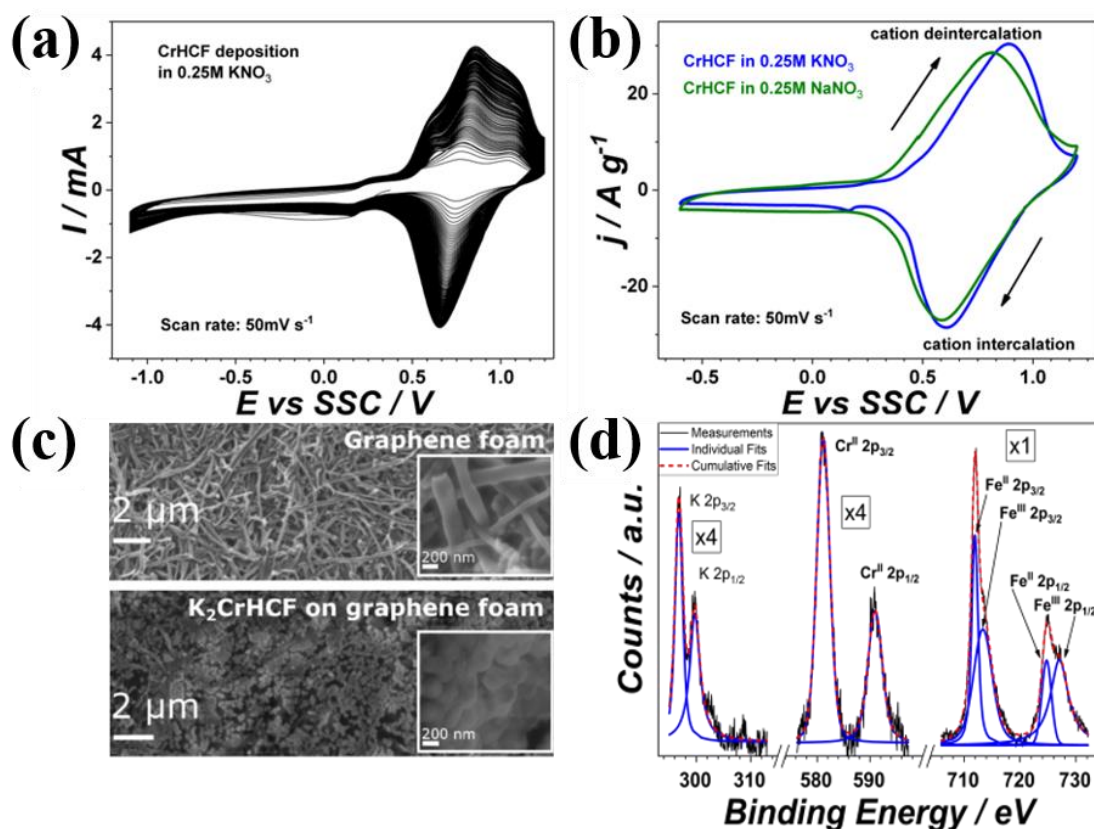 (a)
CrHCF deposition
in 0.25M KNO₃
4
2
0
-2
-4
I / mA
Scan rate: 50mV s⁻¹
-1.0 -0.5 0.0 0.5 1.0
E vs SSC / V
(b)
cation deintercalation
CrHCF in 0.25M KNO₃
CrHCF in 0.25M NaNO₃
20
0
-20
j / A g⁻¹
Scan rate: 50mV s⁻¹
cation intercalation
-0.5 0.0 0.5 1.0
E vs SSC / V
(c)
Graphene foam
2 μm
200 nm
K₂CrHCF on graphene foam
2 μm
200 nm
(d)
Measurements
Individual Fits
Cumulative Fits
K 2p₃/₂
x4
K 2p₁/₂
Crᴵᴵ 2p₃/₂
x4
Crᴵᴵ 2p₁/₂
x1
Feᴵᴵ 2p₃/₂
Feᴵᴵᴵ 2p₃/₂
Feᴵᴵ 2p₁/₂
Feᴵᴵᴵ 2p₁/₂
Counts / a.u.
300 310 580 590 710 720 730
Binding Energy / eV